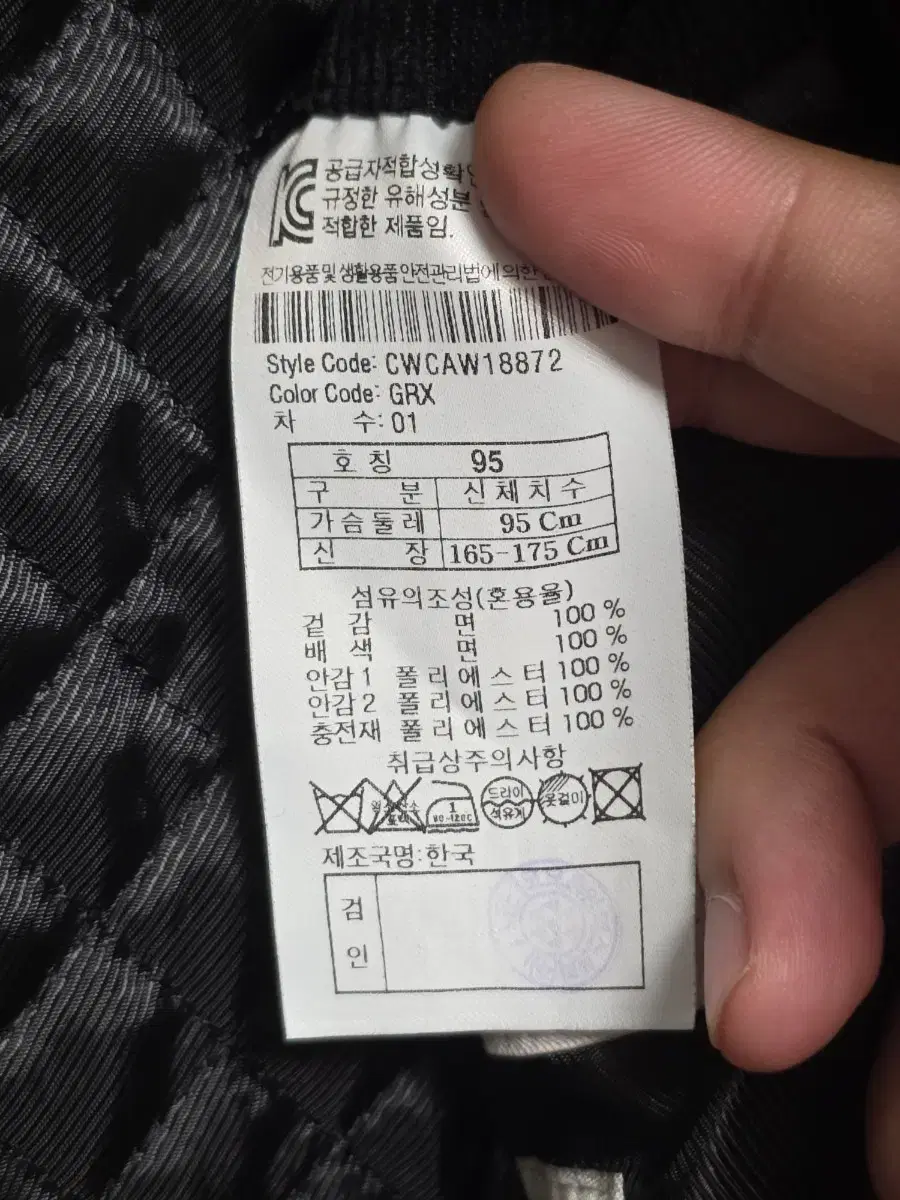 공급자적합성확인
규정한 유해성분
적합한 제품임.
전기용품 및 생활용품 안전관리법에 의한
Style Code: CWCAW18872
Color Code: GRX
차 수: 01
호 칭 95
구 분 신 체 치 수
가 슴 둘 레 95 Cm
신 장 165-175 Cm
섬유의조성(혼용율)
겉 감 면 100 %
배 색 면 100 %
안감 1 폴 리 에 스 터 100 %
안감 2 폴 리 에 스 터 100 %
충전재 폴 리 에 스 터 100 %
취급상주의사항
1 드라이 옷걸이
석유계
제조국명:한국
검
인